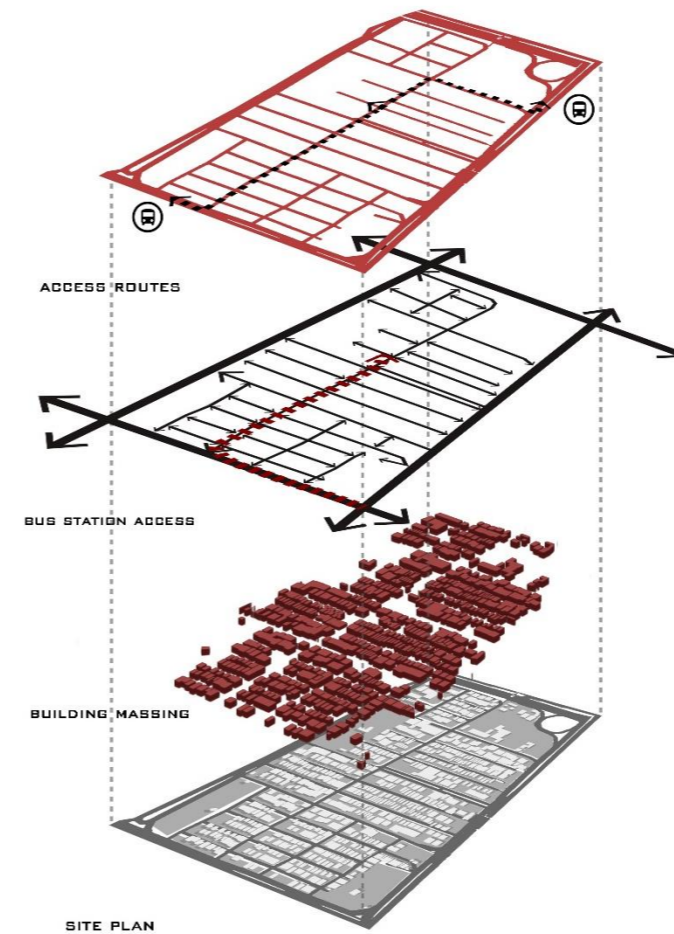 ACCESS ROUTES
BUS STATION ACCESS
BUILDING MASSING
SITE PLAN